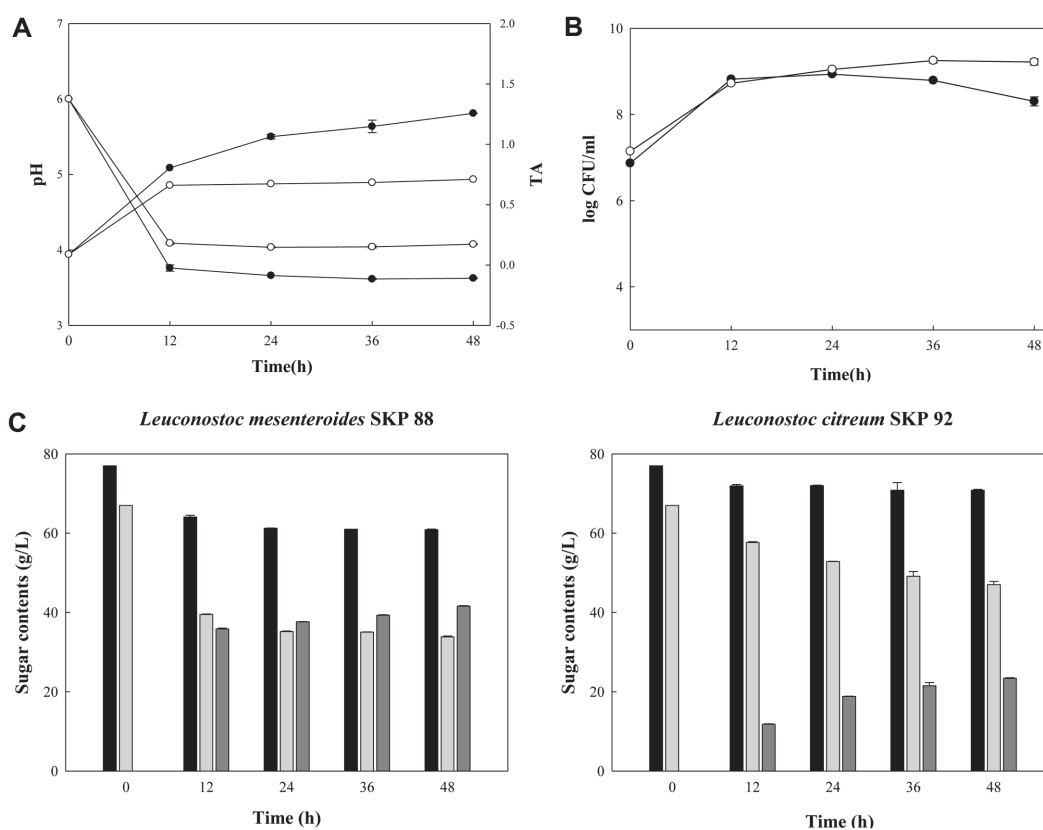 A
7
6
5
4
3
pH
2.0
1.5
1.0
0.5
0.0
-0.5
TA
0 12 24 36 48
Time(h)
B
10
8
6
4
log CFU/ml
0 12 24 36 48
Time(h)
C
Leuconostoc mesenteroides SKP 88
80
60
40
20
0
Sugar contents (g/L)
0 12 24 36 48
Time (h)
Leuconostoc citreum SKP 92
80
60
40
20
0
Sugar contents (g/L)
0 12 24 36 48
Time (h)